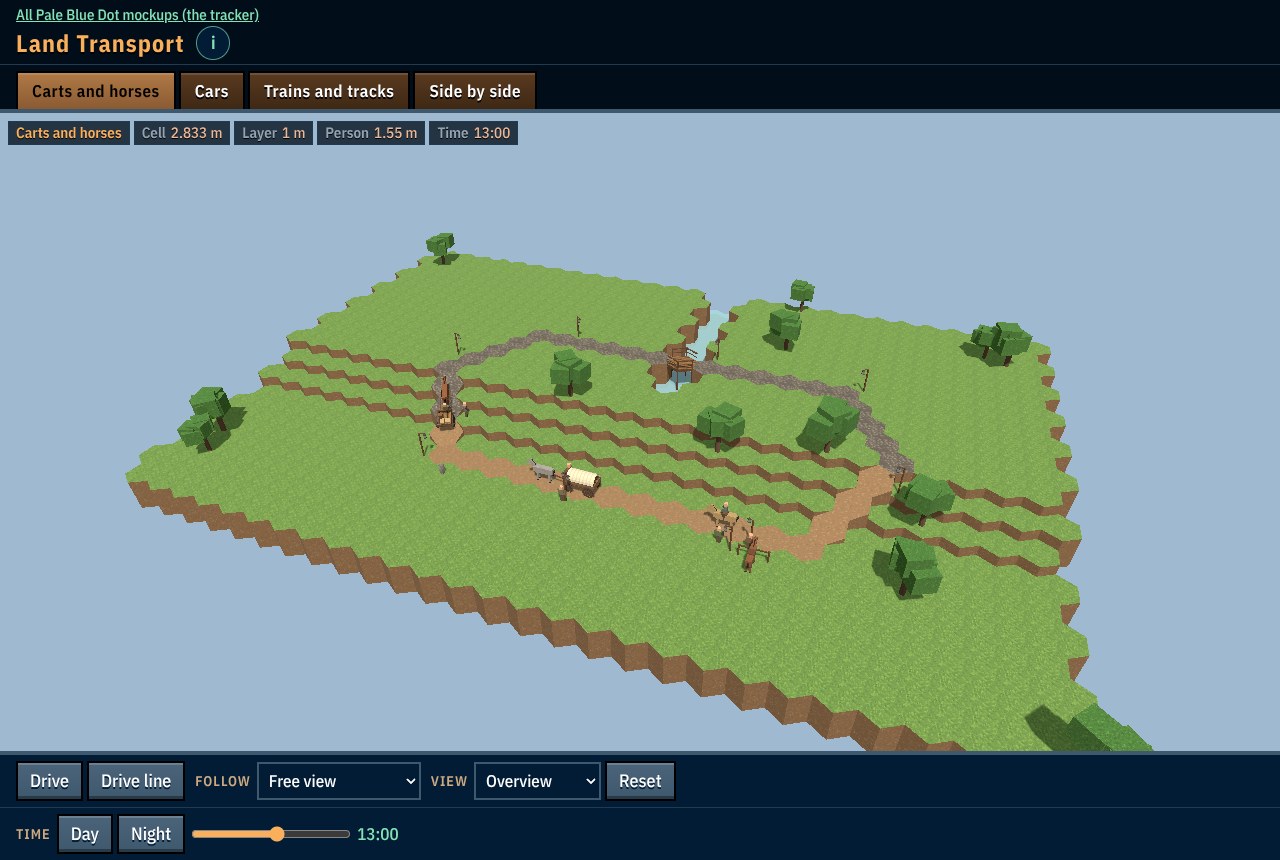 All Pale Blue Dot mockups (the tracker)
Land Transport i
Carts and horses Cars Trains and tracks Side by side
Carts and horses Cell 2.833 m Layer 1 m Person 1.55 m Time 13:00
Drive Drive line FOLLOW Free view VIEW Overview Reset
TIME Day Night 13:00